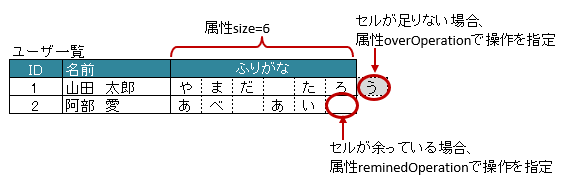 属性size=6
セルが足りない場合、
属性overOperationで操作を指定
ユーザ一覧
ID 名前 ふりがな
1 山田 太郎 や ま だ た ろ う
2 阿部 愛 あ べ あ い
セルが余っている場合、
属性reminedOperationで操作を指定